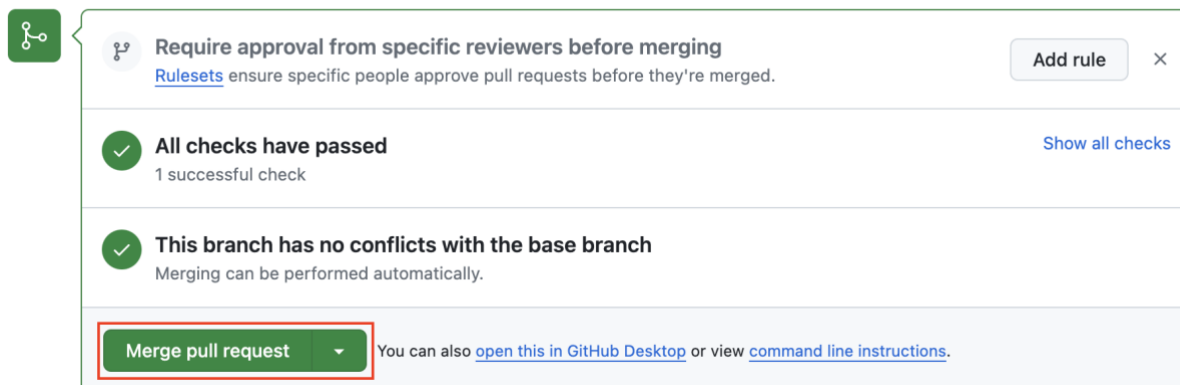 Require approval from specific reviewers before merging
Rulesets ensure specific people approve pull requests before they're merged.
Add rule
All checks have passed
1 successful check
Show all checks
This branch has no conflicts with the base branch
Merging can be performed automatically.
Merge pull request
You can also open this in GitHub Desktop or view command line instructions.